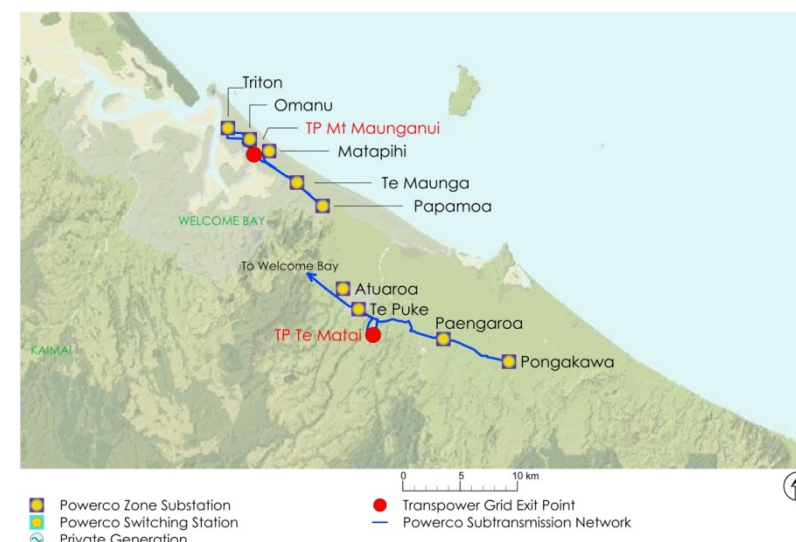 Triton
Omanu
TP Mt Maunganui
Matapihi
Te Maunga
Papamoa
WELCOME BAY
To Welcome Bay
Atuaroa
Te Puke
TP Te Matai
Paengaroa
KAIMAI
Pongakawa
0 5 10 km
Powerco Zone Substation
Transpower Grid Exit Point
Powerco Switching Station
Powerco Subtransmission Network
Private Generation